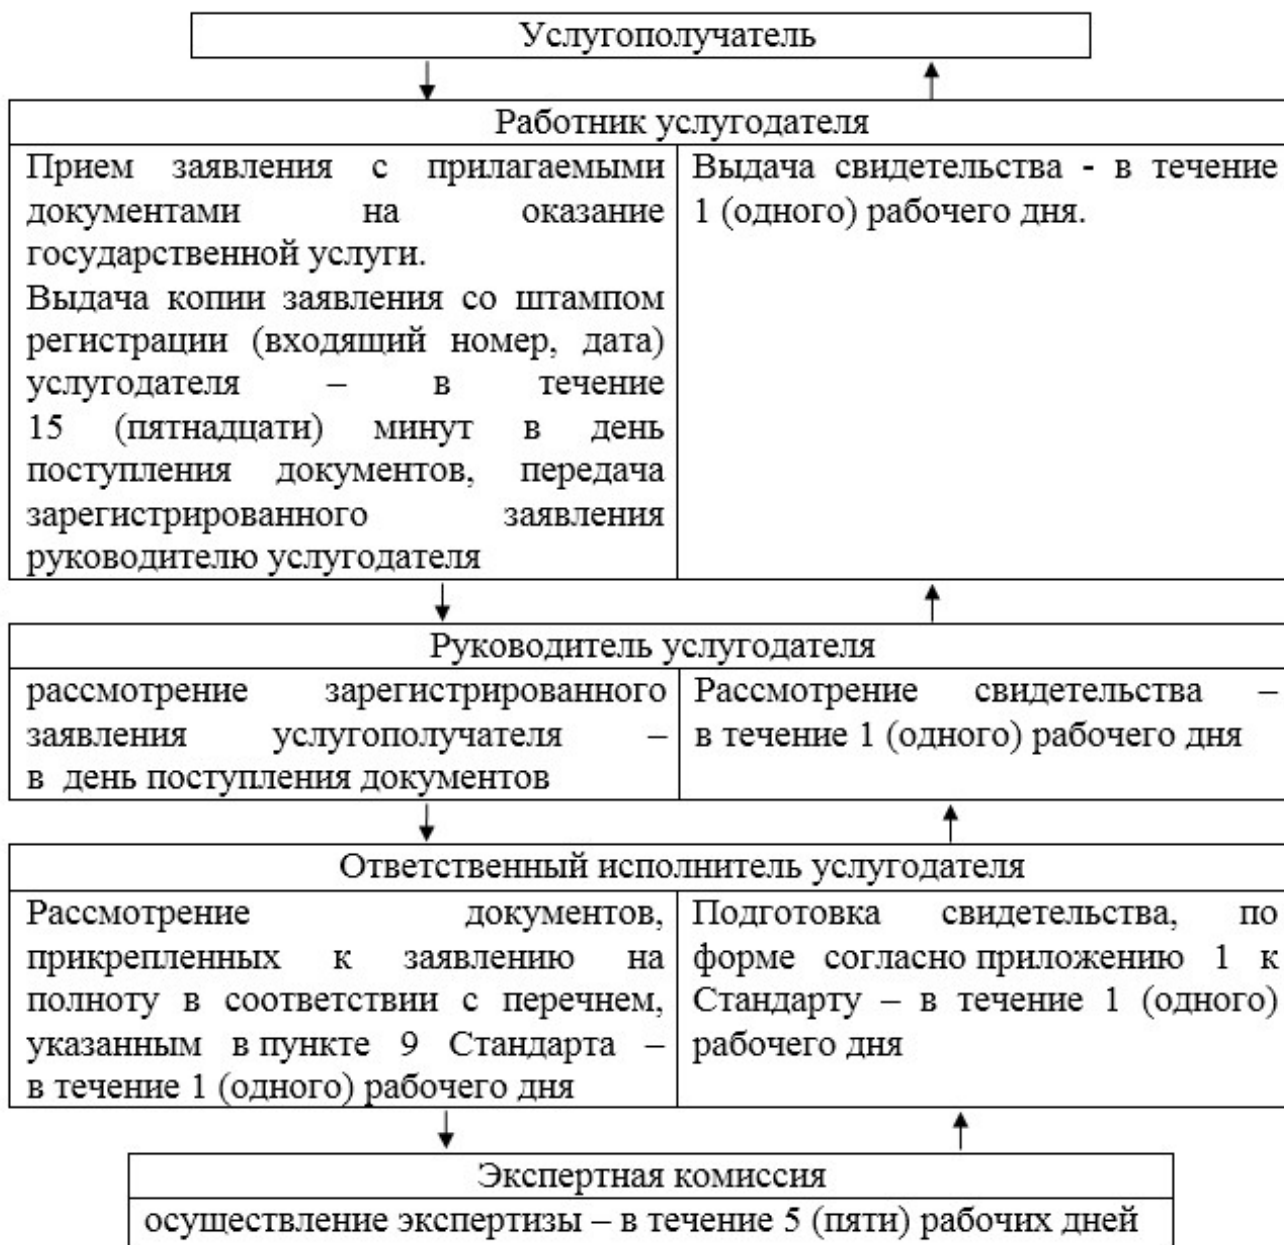 Услугополучатель
Работник услугодателя
Прием заявления с прилагаемыми
документами на оказание
государственной услуги.
Выдача копии заявления со штампом
регистрации (входящий номер, дата)
услугодателя – в течение
15 (пятнадцати) минут в день
поступления документов, передача
зарегистрированного заявления
руководителю услугодателя
Выдача свидетельства - в течение
1 (одного) рабочего дня.
Руководитель услугодателя
рассмотрение зарегистрированного
заявления услугополучателя –
в день поступления документов
Рассмотрение свидетельства –
в течение 1 (одного) рабочего дня
Ответственный исполнитель услугодателя
Рассмотрение документов,
прикрепленных к заявлению на
полноту в соответствии с перечнем,
указанным в пункте 9 Стандарта –
в течение 1 (одного) рабочего дня
Подготовка свидетельства, по
форме согласно приложению 1 к
Стандарту – в течение 1 (одного)
рабочего дня
Экспертная комиссия
осуществление экспертизы – в течение 5 (пяти) рабочих дней